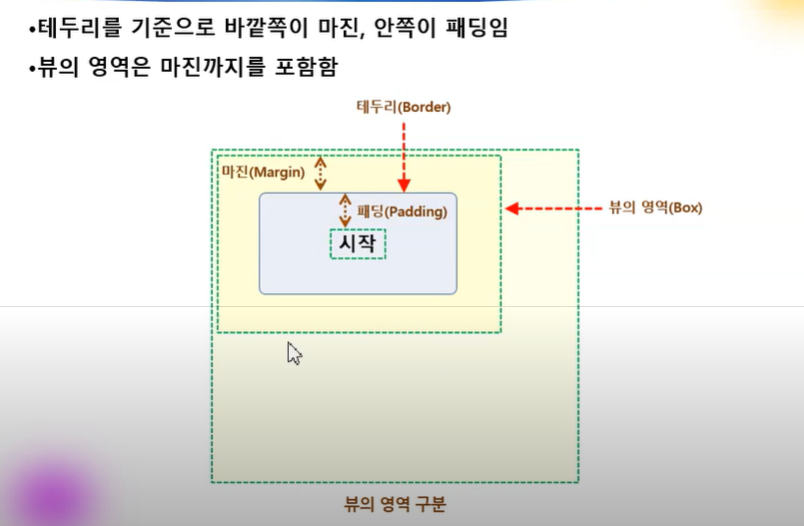 •테두리를 기준으로 바깥쪽이 마진, 안쪽이 패딩임
•뷰의 영역은 마진까지를 포함함
테두리(Border)
마진(Margin)
패딩(Padding)
뷰의 영역(Box)
시작
뷰의 영역 구분